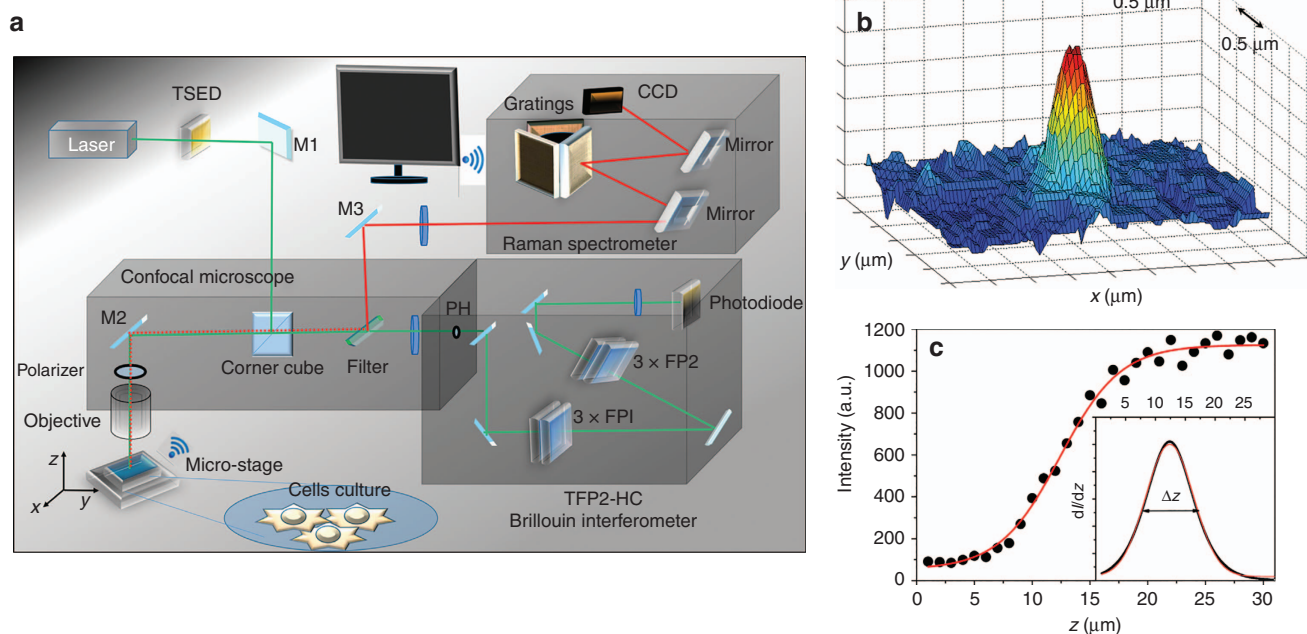 a
TSED
Laser
M1
Gratings
CCD
Mirror
Mirror
M3
Raman spectrometer
Confocal microscope
M2
PH
Photodiode
Polarizer
Corner cube
Filter
3 × FP2
Objective
3 × FPI
z
x
y
Micro-stage
Cells culture
TFP2-HC
Brillouin interferometer
b
0.5 μm
0.5 μm
y (μm)
x (μm)
c
1200
1000
800
600
400
200
0
Intensity (a.u.)
0 5 10 15 20 25 30
z (μm)
5 10 15 20 25
dI/dz
Δz